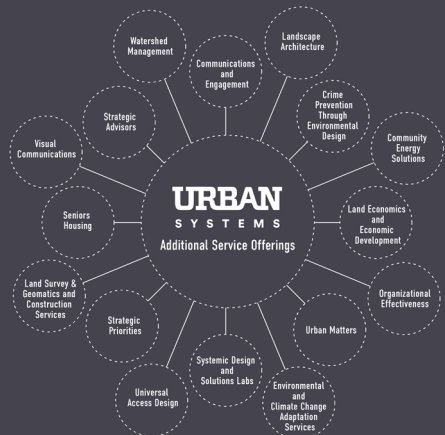 URBAN
SYSTEMS
Additional Service Offerings
Communications
and
Engagement
Landscape
Architecture
Crime
Prevention
Through
Environmental
Design
Community
Energy
Solutions
Land Economics
and
Economic
Development
Organizational
Effectiveness
Urban Matters
Environmental
and
Climate Change
Adaptation
Services
Systemic Design
and
Solutions Labs
Universal
Access Design
Strategic
Priorities
Land Survey &
Geomatics and
Construction
Services
Seniors
Housing
Visual
Communications
Strategic
Advisors
Watershed
Management